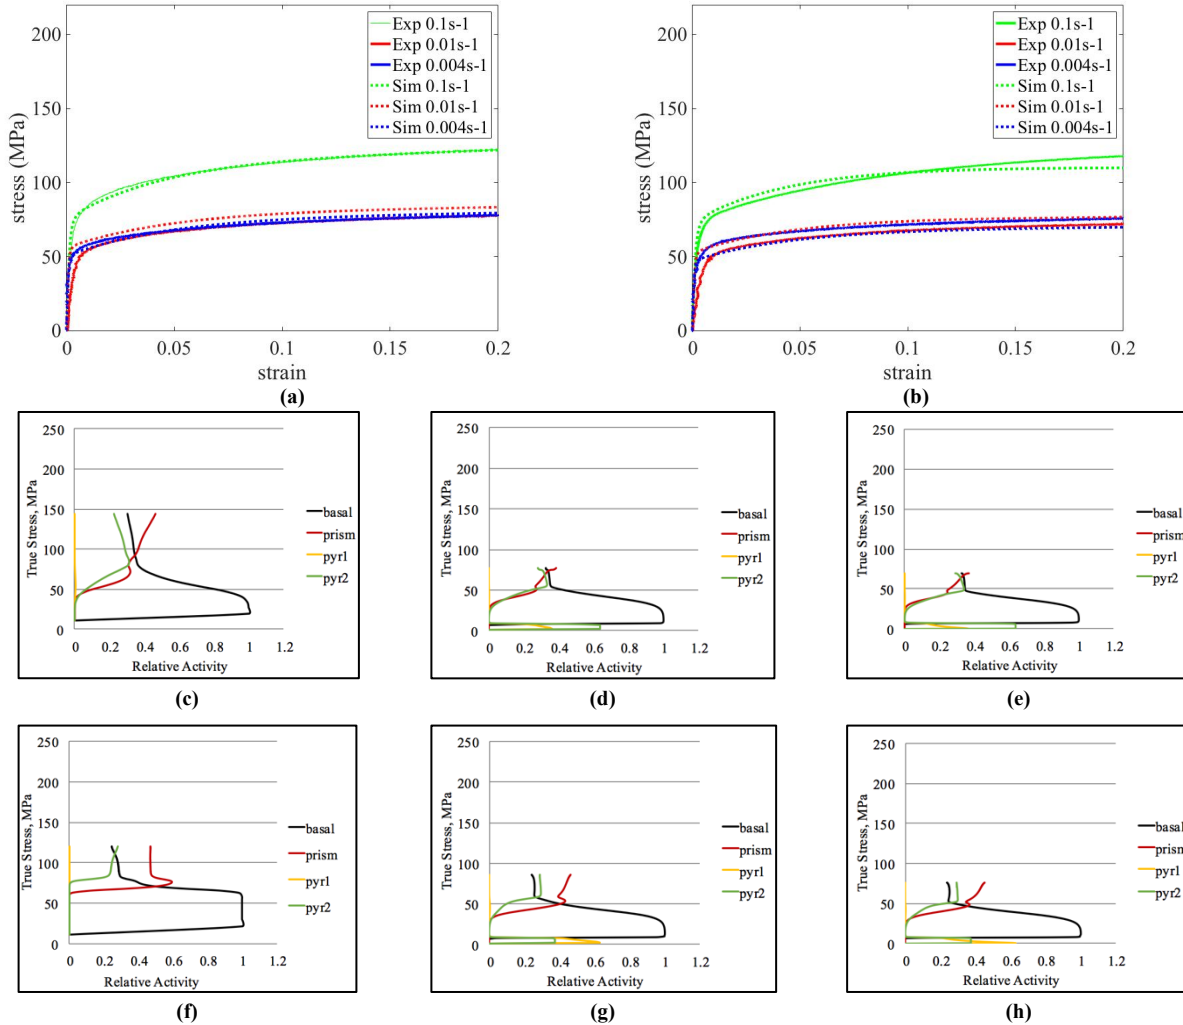 200
150
100
50
0
stress (MPa)
0
0.05
0.1
0.15
0.2
strain
Exp 0.1s-1
Exp 0.01s-1
Exp 0.004s-1
Sim 0.1s-1
Sim 0.01s-1
Sim 0.004s-1
(a)
200
150
100
50
0
stress (MPa)
0
0.05
0.1
0.15
0.2
strain
Exp 0.1s-1
Exp 0.01s-1
Exp 0.004s-1
Sim 0.1s-1
Sim 0.01s-1
Sim 0.004s-1
(b)
250
200
150
100
50
0
True Stress, MPa
0 0.2 0.4 0.6 0.8 1 1.2
Relative Activity
basal
prism
pyr1
pyr2
(c)
250
200
150
100
50
0
True Stress, MPa
0 0.2 0.4 0.6 0.8 1 1.2
Relative Activity
basal
prism
pyr1
pyr2
(d)
250
200
150
100
50
0
True Stress, MPa
0 0.2 0.4 0.6 0.8 1 1.2
Relative Activity
basal
prism
pyr1
pyr2
(e)
250
200
150
100
50
0
True Stress, MPa
0 0.2 0.4 0.6 0.8 1 1.2
Relative Activity
basal
prism
pyr1
pyr2
(f)
250
200
150
100
50
0
True Stress, MPa
0 0.2 0.4 0.6 0.8 1 1.2
Relative Activity
basal
prism
pyr1
pyr2
(g)
250
200
150
100
50
0
True Stress, MPa
0 0.2 0.4 0.6 0.8 1 1.2
Relative Activity
basal
prism
pyr1
pyr2
(h)